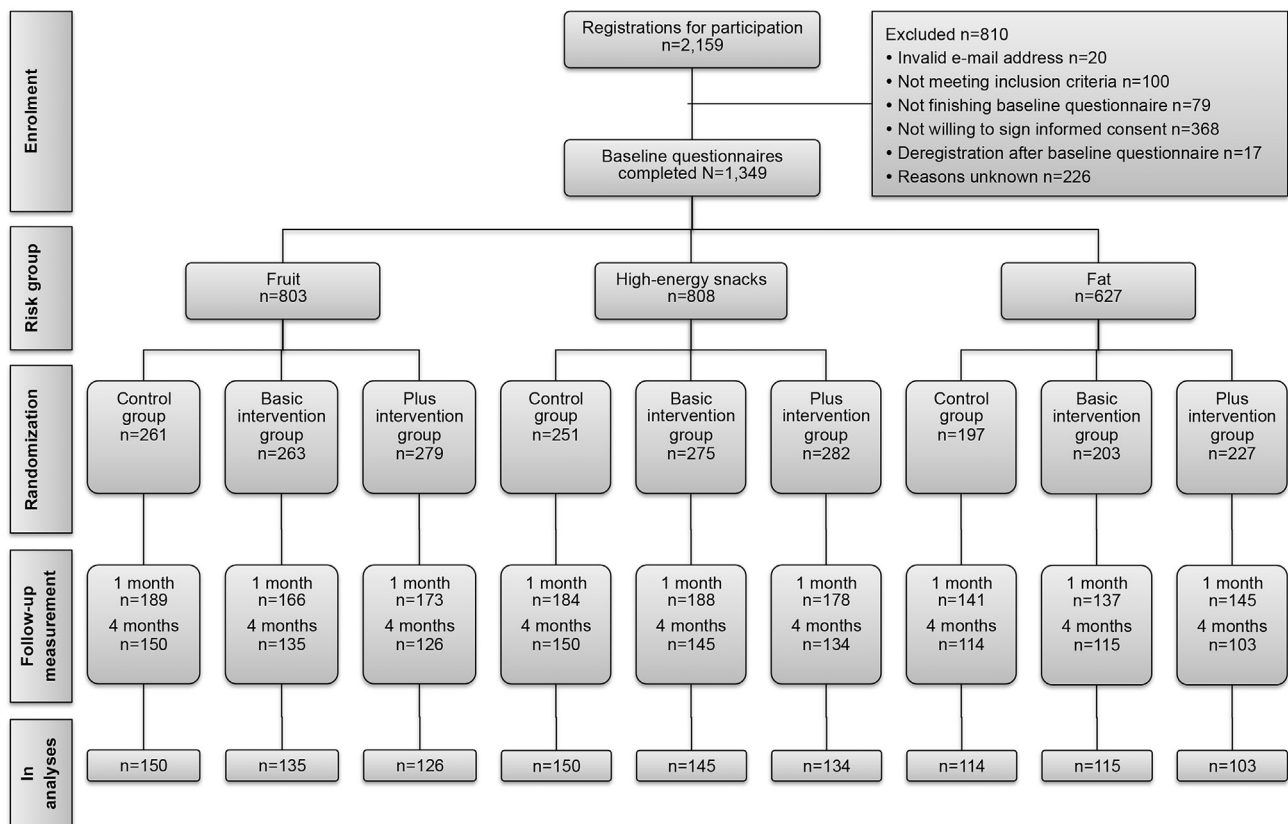 Enrolment
Registrations for participation
n=2,159
Excluded n=810
• Invalid e-mail address n=20
• Not meeting inclusion criteria n=100
• Not finishing baseline questionnaire n=79
• Not willing to sign informed consent n=368
• Deregistration after baseline questionnaire n=17
• Reasons unknown n=226
Baseline questionnaires
completed N=1,349
Risk group
Fruit
n=803
High-energy snacks
n=808
Fat
n=627
Randomization
Control
group
n=261
Basic
intervention
group
n=263
Plus
intervention
group
n=279
Control
group
n=251
Basic
intervention
group
n=275
Plus
intervention
group
n=282
Control
group
n=197
Basic
intervention
group
n=203
Plus
intervention
group
n=227
Follow-up
measurement
1 month
n=189
4 months
n=150
1 month
n=166
4 months
n=135
1 month
n=173
4 months
n=126
1 month
n=184
4 months
n=150
1 month
n=188
4 months
n=145
1 month
n=178
4 months
n=134
1 month
n=141
4 months
n=114
1 month
n=137
4 months
n=115
1 month
n=145
4 months
n=103
In
analyses
n=150
n=135
n=126
n=150
n=145
n=134
n=114
n=115
n=103